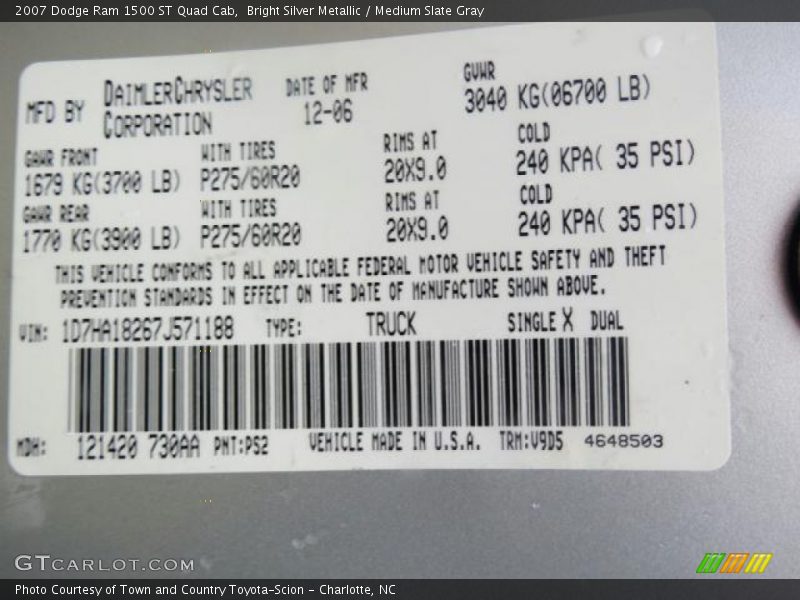 2007 Dodge Ram 1500 ST Quad Cab,  Bright Silver Metallic / Medium Slate Gray
MFD BY DAIMLERCHRYSLER CORPORATION DATE OF MFR 12-06 GVWR 3040 KG(06700 LB)
GAWR FRONT WITH TIRES RIMS AT COLD
1679 KG(3700 LB) P275/60R20 20X9.0 240 KPA( 35 PSI)
GAWR REAR WITH TIRES RIMS AT COLD
1770 KG(3900 LB) P275/60R20 20X9.0 240 KPA( 35 PSI)
THIS VEHICLE CONFORMS TO ALL APPLICABLE FEDERAL MOTOR VEHICLE SAFETY AND THEFT
PREVENTION STANDARDS IN EFFECT ON THE DATE OF MANUFACTURE SHOWN ABOVE.
VIN: 1D7HA18267J571188 TYPE: TRUCK SINGLE X DUAL
MDH: 121420 730AA PNT:PS2 VEHICLE MADE IN U.S.A. TRM:V9D5 4648503
GTCARLOT.COM
Photo Courtesy of Town and Country Toyota-Scion - Charlotte, NC